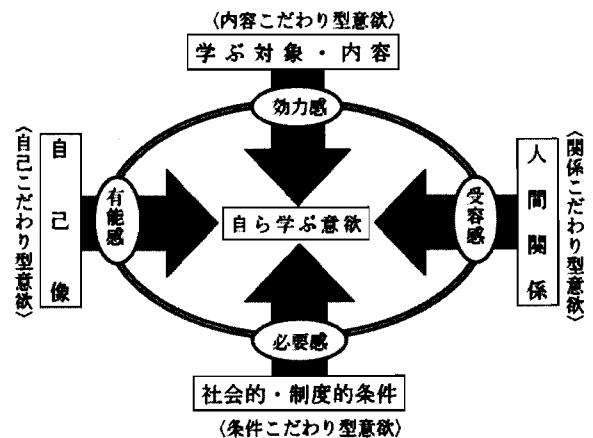 〈内容こだわり型意欲〉
学ぶ対象・内容
効力感
〈自己こだわり型意欲〉
自己像
有能感
自ら学ぶ意欲
受容感
人間関係
〈関係こだわり型意欲〉
必要感
社会的・制度的条件
〈条件こだわり型意欲〉